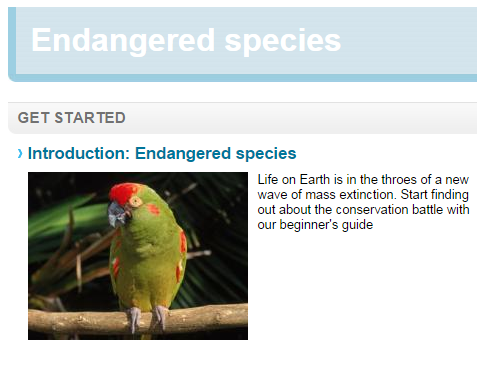 Endangered species
GET STARTED
› Introduction: Endangered species
Life on Earth is in the throes of a new
wave of mass extinction. Start finding
out about the conservation battle with
our beginner's guide